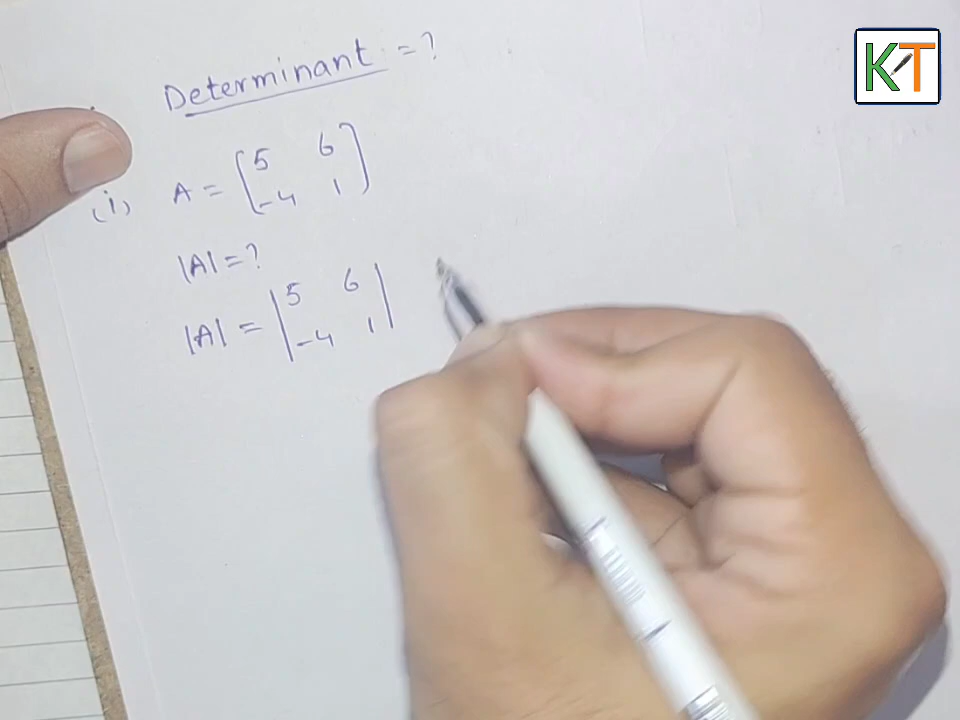 KT
Determinant = ?
(i) A = [5 6
-4 1]
|A| = ?
|A| = |5 6
-4 1|